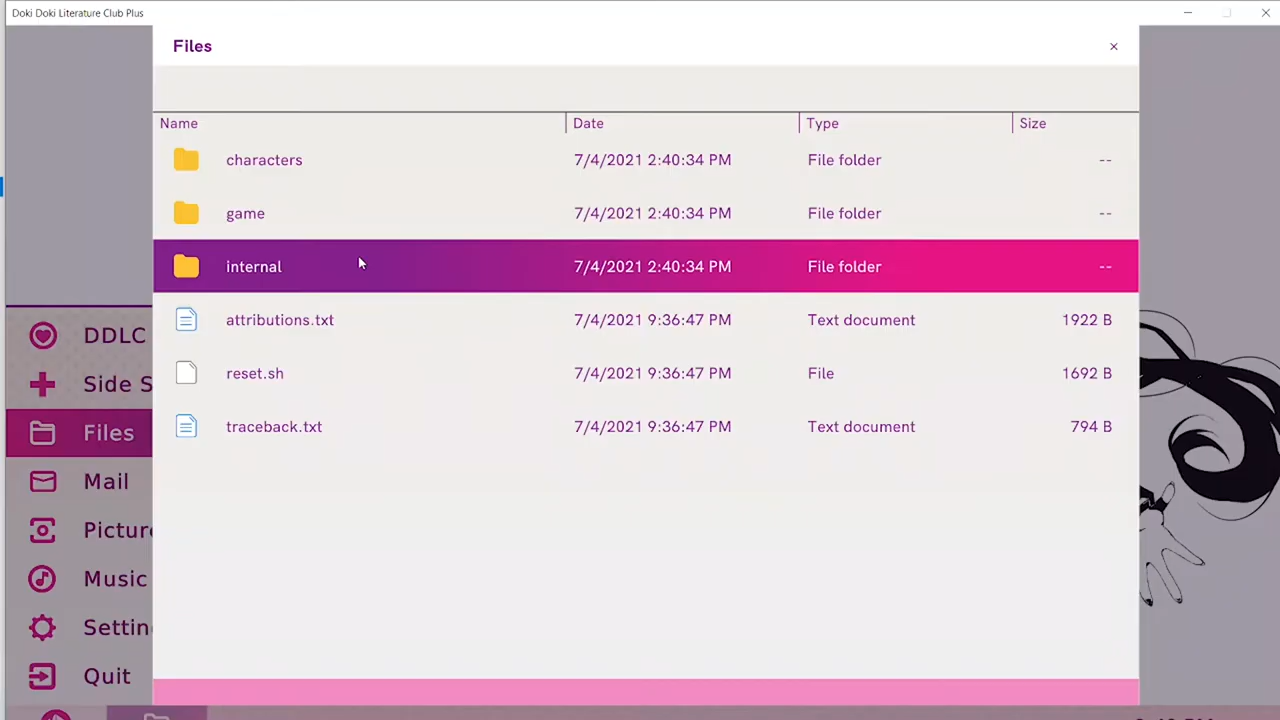 Doki Doki Literature Club Plus
Files
Name Date Type Size
characters 7/4/2021 2:40:34 PM File folder --
game 7/4/2021 2:40:34 PM File folder --
internal 7/4/2021 2:40:34 PM File folder --
attributions.txt 7/4/2021 9:36:47 PM Text document 1922 B
reset.sh 7/4/2021 9:36:47 PM File 1692 B
traceback.txt 7/4/2021 9:36:47 PM Text document 794 B
DDLC
Side S
Files
Mail
Pictur
Music
Settin
Quit